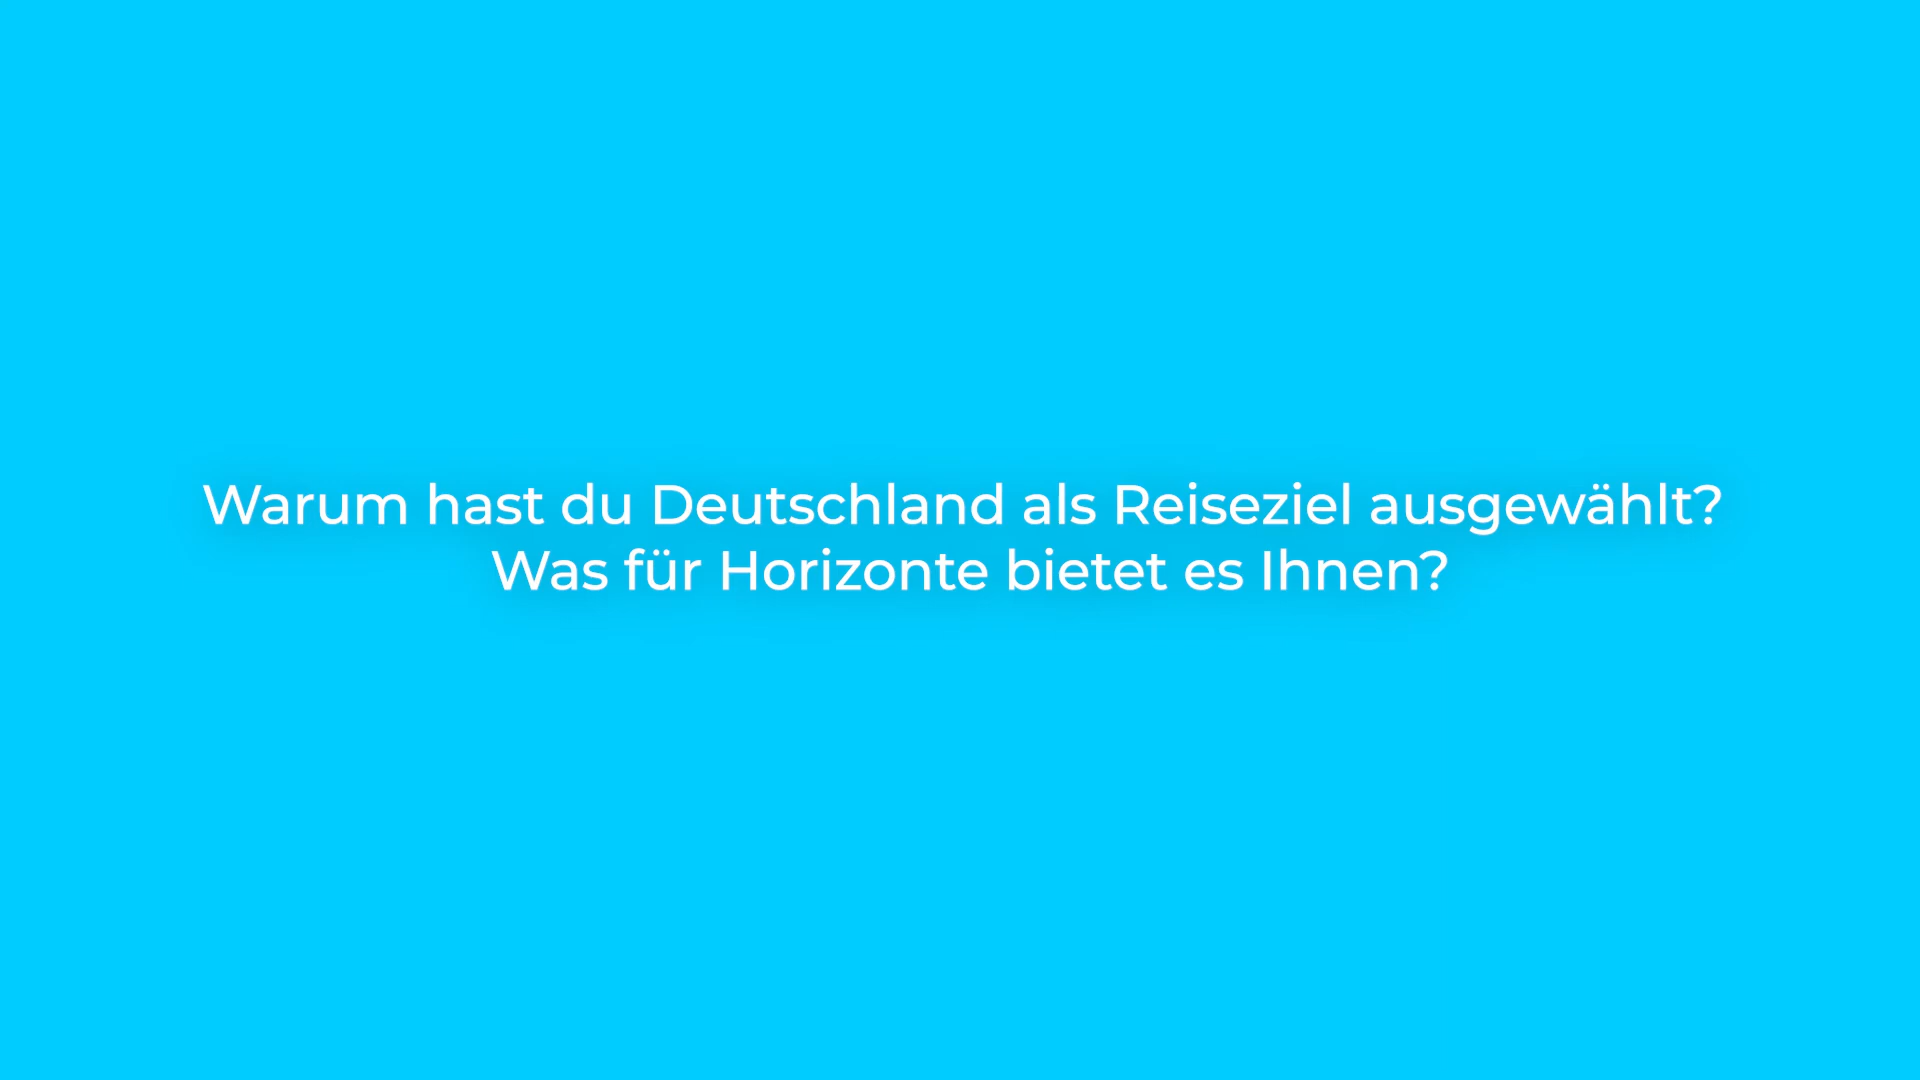 Warum hast du Deutschland als Reiseziel ausgewählt?
Was für Horizonte bietet es Ihnen?